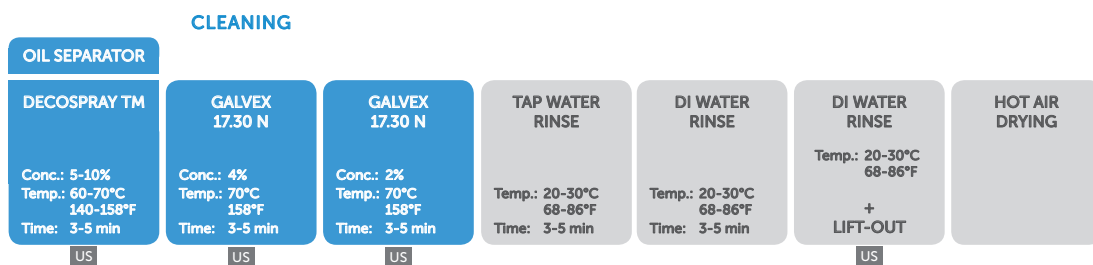 CLEANING
OIL SEPARATOR
DECOSPRAY TM
Conc.: 5-10%
Temp.: 60-70°C
140-158°F
Time: 3-5 min
US
GALVEX
17.30 N
Conc.: 4%
Temp.: 70°C
158°F
Time: 3-5 min
US
GALVEX
17.30 N
Conc.: 2%
Temp.: 70°C
158°F
Time: 3-5 min
US
TAP WATER
RINSE
Temp.: 20-30°C
68-86°F
Time: 3-5 min
DI WATER
RINSE
Temp.: 20-30°C
68-86°F
Time: 3-5 min
DI WATER
RINSE
Temp.: 20-30°C
68-86°F
+
LIFT-OUT
US
HOT AIR
DRYING